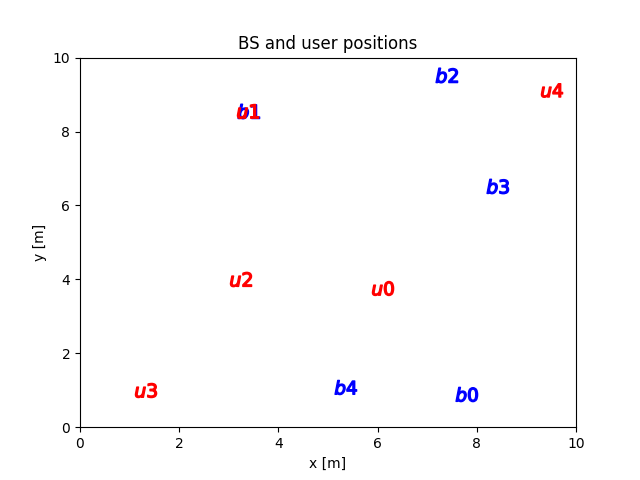 BS and user positions
10
b2
u4
b1
u1
8
b3
6
y [m]
u2
u0
4
2
u3
b4
b0
0
0 2 4 6 8 10
x [m]